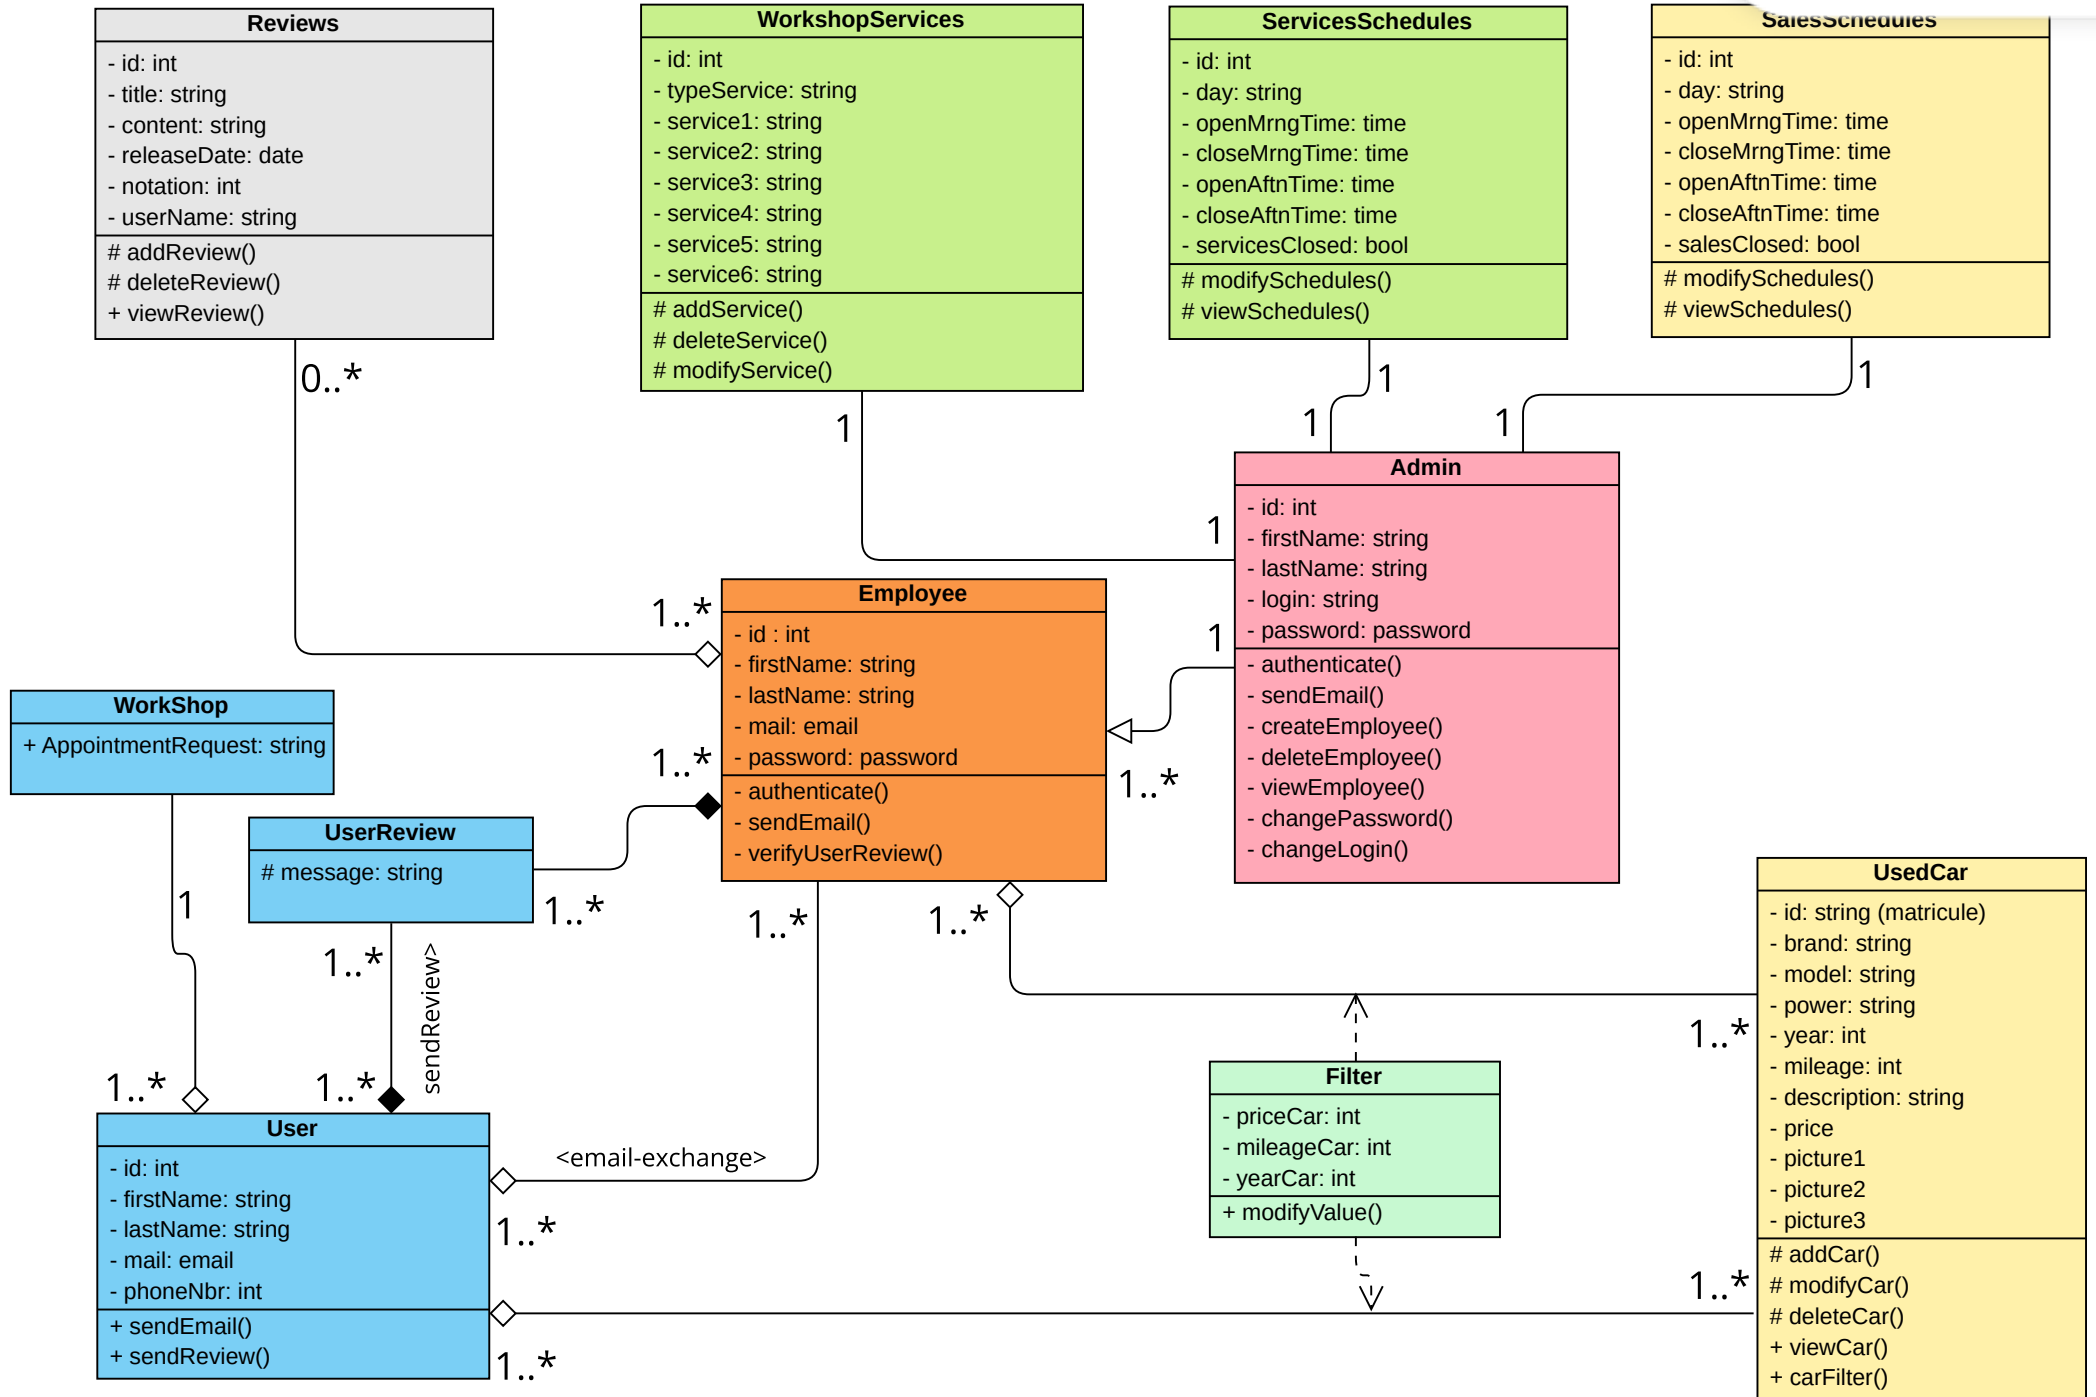 Reviews
- id: int
- title: string
- content: string
- releaseDate: date
- notation: int
- userName: string
# addReview()
# deleteReview()
+ viewReview()
WorkshopServices
- id: int
- typeService: string
- service1: string
- service2: string
- service3: string
- service4: string
- service5: string
- service6: string
# addService()
# deleteService()
# modifyService()
ServicesSchedules
- id: int
- day: string
- openMrngTime: time
- closeMrngTime: time
- openAftnTime: time
- closeAftnTime: time
- servicesClosed: bool
# modifySchedules()
# viewSchedules()
SalesSchedules
- id: int
- day: string
- openMrngTime: time
- closeMrngTime: time
- openAftnTime: time
- closeAftnTime: time
- salesClosed: bool
# modifySchedules()
# viewSchedules()
0..*
1
1
1
1
1
1
1..*
1
1..*
Admin
- id: int
- firstName: string
- lastName: string
- login: string
- password: password
- authenticate()
- sendEmail()
- createEmployee()
- deleteEmployee()
- viewEmployee()
- changePassword()
- changeLogin()
Employee
- id : int
- firstName: string
- lastName: string
- mail: email
- password: password
- authenticate()
- sendEmail()
- verifyUserReview()
WorkShop
+ AppointmentRequest: string
1..*
UserReview
# message: string
1
1..*
1..*
1..*
1..*
sendReview>
1..*
1..*
UsedCar
- id: string (matricule)
- brand: string
- model: string
- power: string
- year: int
- mileage: int
- description: string
- price
- picture1
- picture2
- picture3
# addCar()
# modifyCar()
# deleteCar()
+ viewCar()
+ carFilter()
1..*
Filter
- priceCar: int
- mileageCar: int
- yearCar: int
+ modifyValue()
User
- id: int
- firstName: string
- lastName: string
- mail: email
- phoneNbr: int
+ sendEmail()
+ sendReview()
<email-exchange>
1..*
1..*
1..*